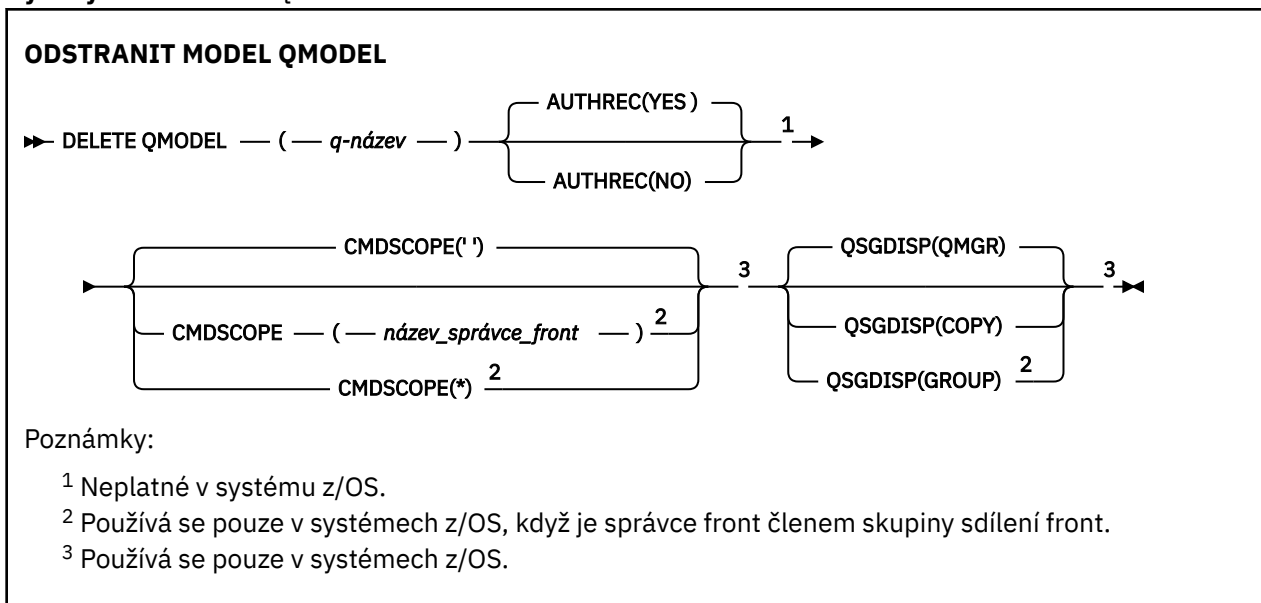 ODSTRANIT MODEL QMODEL
AUTHREC(YES )
DELETE QMODEL ( q-název ) 1
AUTHREC(NO)
CMDSCOPE(' ') 3 QSGDISP(QMGR) 3
CMDSCOPE ( název_správce_front ) 2 QSGDISP(COPY)
CMDSCOPE(*) 2 QSGDISP(GROUP) 2
Poznámky:
1 Neplatné v systému z/OS.
2 Používá se pouze v systémech z/OS, když je správce front členem skupiny sdílení front.
3 Používá se pouze v systémech z/OS.